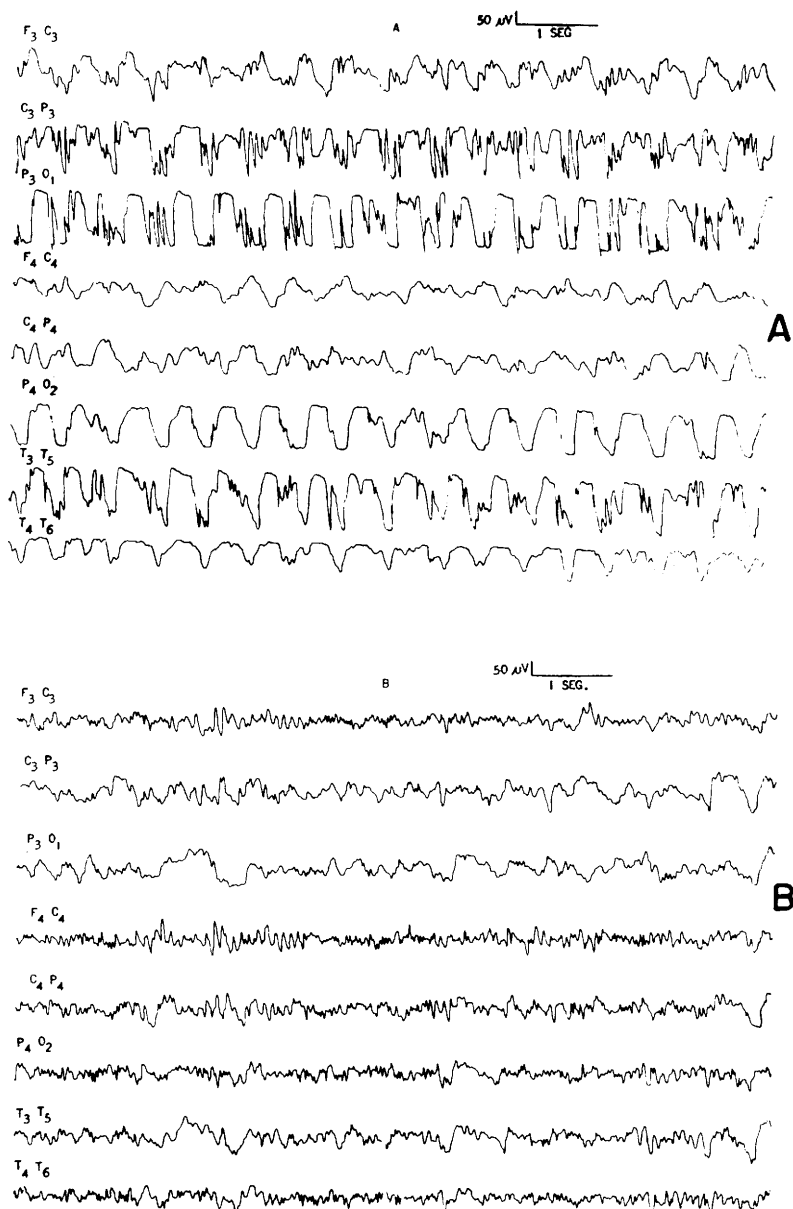 A 50 μV
1 SEG
F3 C3
C3 P3
P3 O1
F4 C4
C4 P4
A
P4 O2
T3 T5
T4 T6
50 μV
B 1 SEG.
F3 C3
C3 P3
P3 O1
B
F4 C4
C4 P4
P4 O2
T3 T5
T4 T6